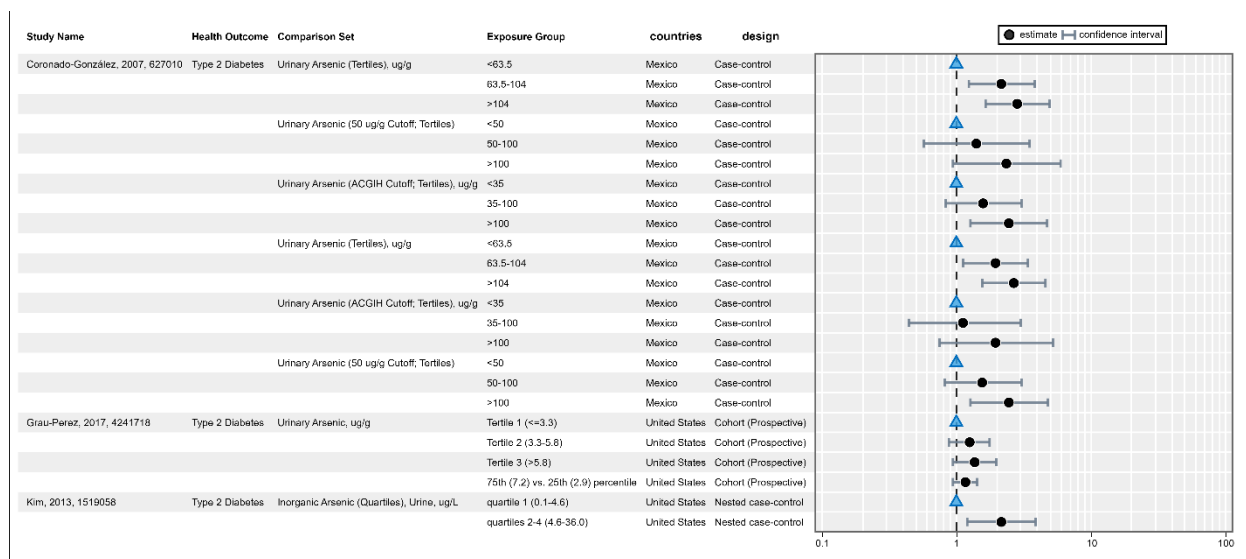 Study Name Health Outcome Comparison Set Exposure Group countries design
estimate confidence interval
Coronado-González, 2007, 627010 Type 2 Diabetes Urinary Arsenic (Tertiles), ug/g <63.5 Mexico Case-control
63.5-104 Mexico Case-control
>104 Mexico Case-control
Urinary Arsenic (50 ug/g Cutoff; Tertiles) <50 Mexico Case-control
50-100 Mexico Case-control
>100 Mexico Case-control
Urinary Arsenic (ACGIH Cutoff; Tertiles), ug/g <35 Mexico Case-control
35-100 Mexico Case-control
>100 Mexico Case-control
Urinary Arsenic (Tertiles), ug/g <63.5 Mexico Case-control
63.5-104 Mexico Case-control
>104 Mexico Case-control
Urinary Arsenic (ACGIH Cutoff; Tertiles), ug/g <35 Mexico Case-control
35-100 Mexico Case-control
>100 Mexico Case-control
Urinary Arsenic (50 ug/g Cutoff; Tertiles) <50 Mexico Case-control
50-100 Mexico Case-control
>100 Mexico Case-control
Grau-Perez, 2017, 4241718 Type 2 Diabetes Urinary Arsenic, ug/g Tertile 1 (<=3.3) United States Cohort (Prospective)
Tertile 2 (3.3-5.8) United States Cohort (Prospective)
Tertile 3 (>5.8) United States Cohort (Prospective)
75th (7.2) vs. 25th (2.9) percentile United States Cohort (Prospective)
Kim, 2013, 1519058 Type 2 Diabetes Inorganic Arsenic (Quartiles), Urine, ug/L quartile 1 (0.1-4.6) United States Nested case-control
quartiles 2-4 (4.6-36.0) United States Nested case-control
0.1 1 10 100